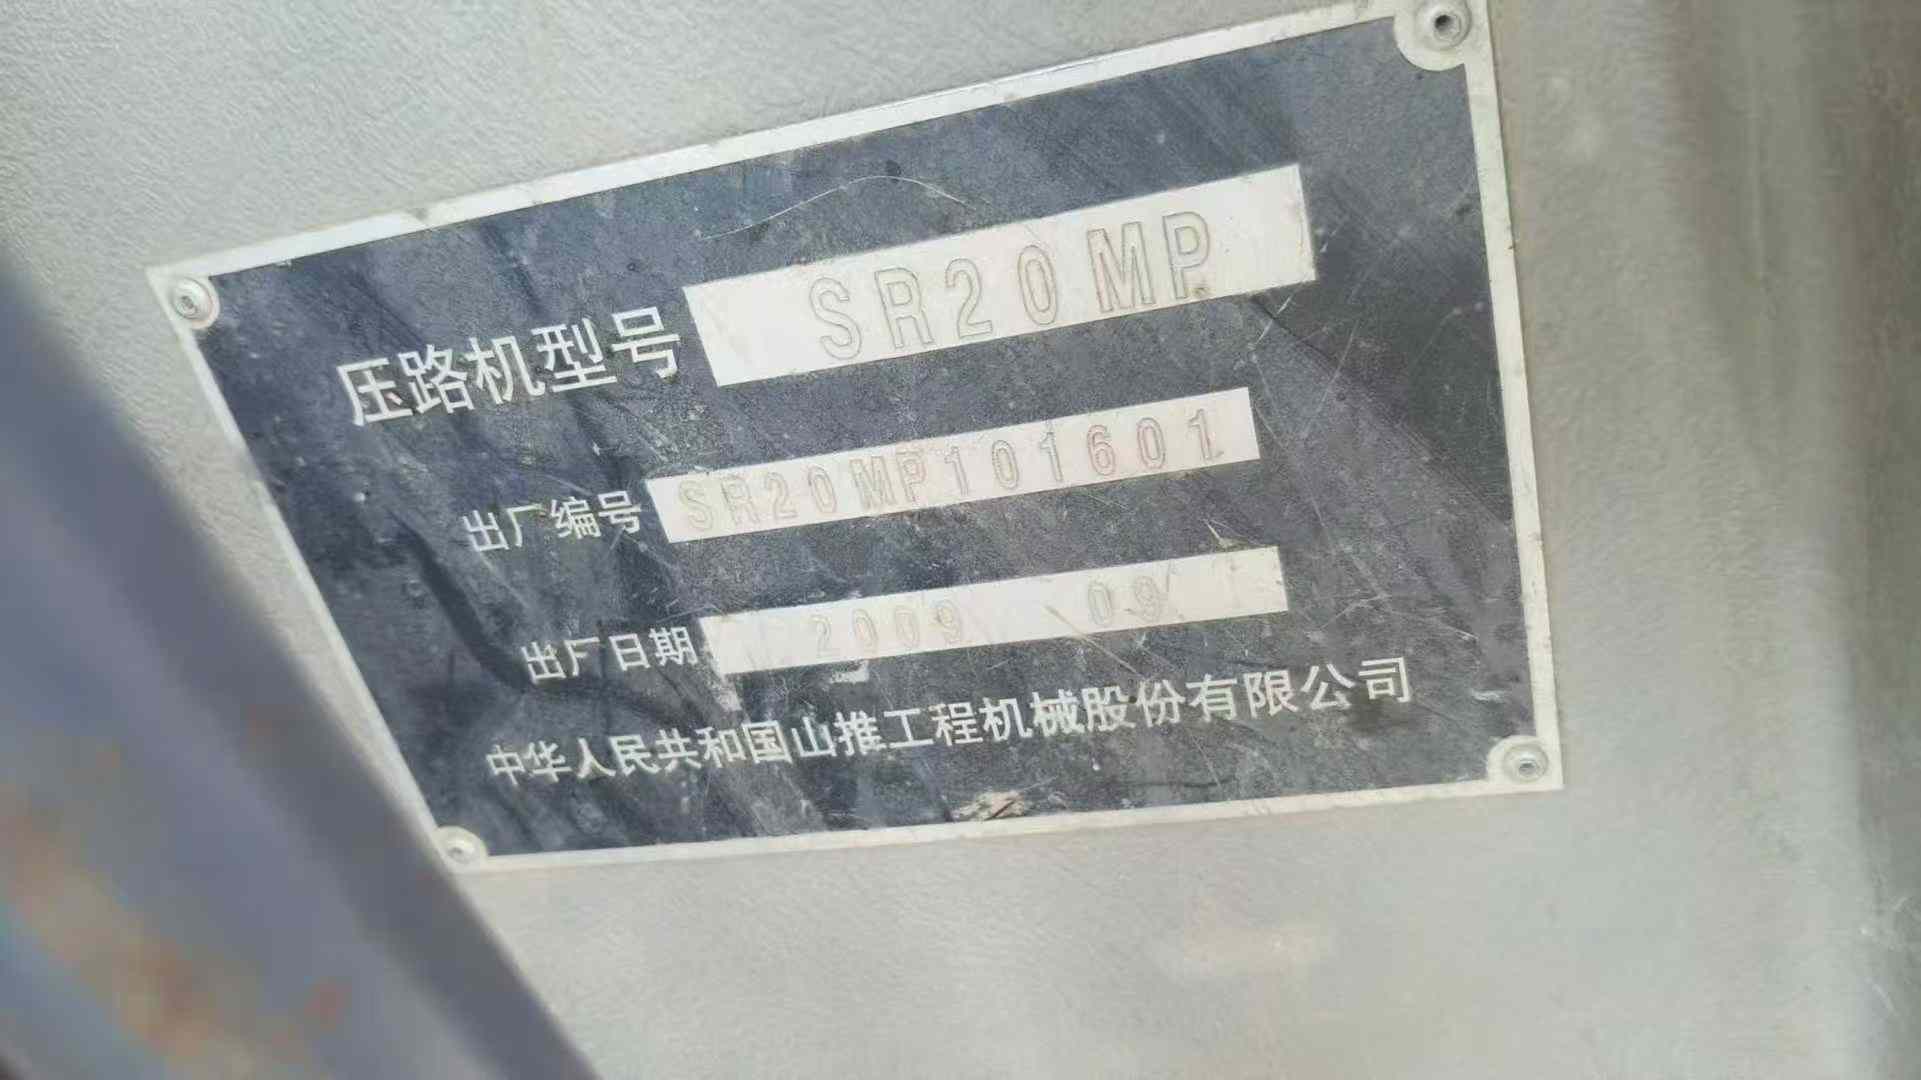 压路机型号 SR20MP
出厂编号 SR20MP101601
出厂日期 2009 09
中华人民共和国山推工程机械股份有限公司